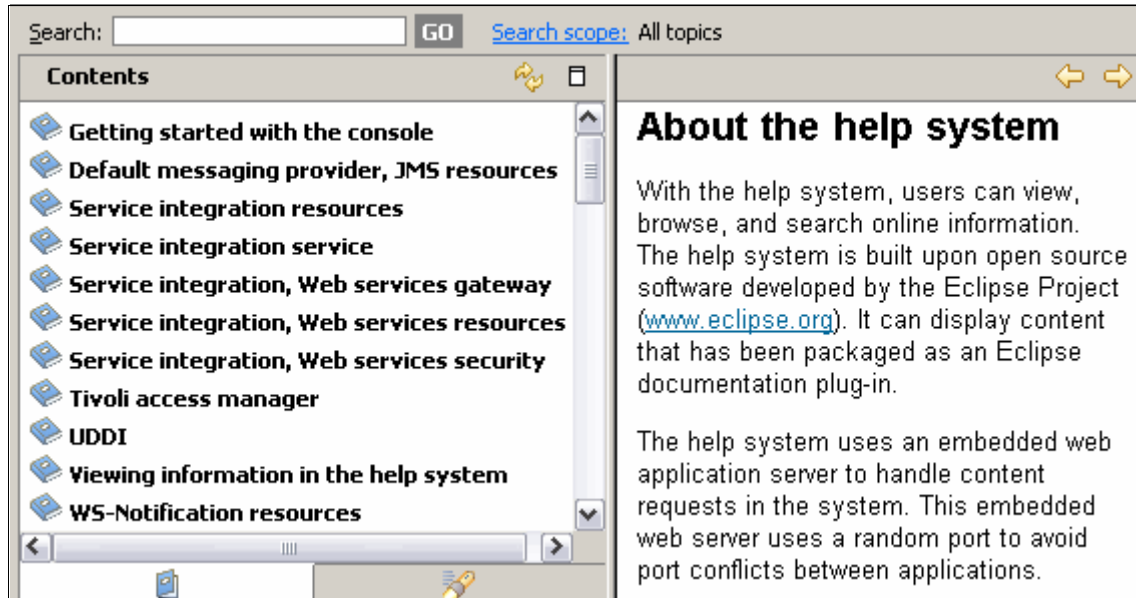 Search: GO Search scope: All topics
Contents
Getting started with the console
Default messaging provider, JMS resources
Service integration resources
Service integration service
Service integration, Web services gateway
Service integration, Web services resources
Service integration, Web services security
Tivoli access manager
UDDI
Viewing information in the help system
WS-Notification resources
About the help system
With the help system, users can view,
browse, and search online information.
The help system is built upon open source
software developed by the Eclipse Project
(www.eclipse.org). It can display content
that has been packaged as an Eclipse
documentation plug-in.
The help system uses an embedded web
application server to handle content
requests in the system. This embedded
web server uses a random port to avoid
port conflicts between applications.